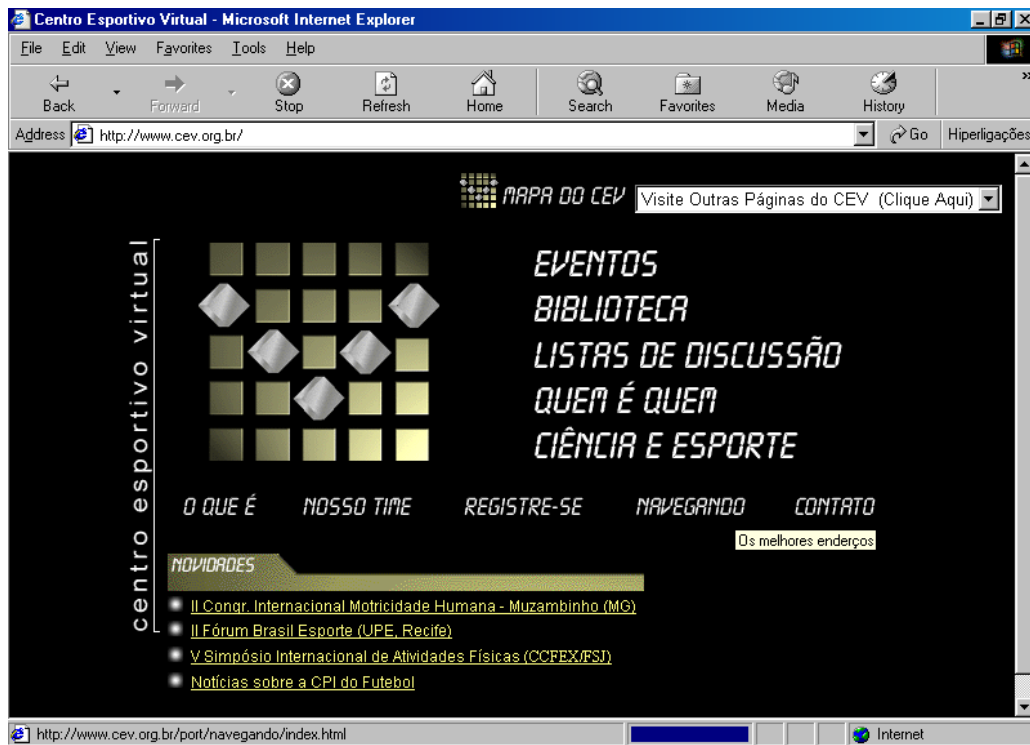 Centro Esportivo Virtual - Microsoft Internet Explorer
File Edit View Favorites Tools Help
Back Forward Stop Refresh Home Search Favorites Media History »
Address http://www.cev.org.br/ Go Hiperligações
MAPA DO CEV Visite Outras Páginas do CEV (Clique Aqui)
centro esportivo virtual
EVENTOS
BIBLIOTECA
LISTAS DE DISCUSSÃO
QUEM É QUEM
CIÊNCIA E ESPORTE
O QUE É NOSSO TIME REGISTRE-SE NAVEGANDO CONTATO
Os melhores enderços
NOVIDADES
II Congr. Internacional Motricidade Humana - Muzambinho (MG)
II Fórum Brasil Esporte (UPE, Recife)
V Simpósio Internacional de Atividades Físicas (CCFEX/FSJ)
Notícias sobre a CPI do Futebol
http://www.cev.org.br/port/navegando/index.html Internet